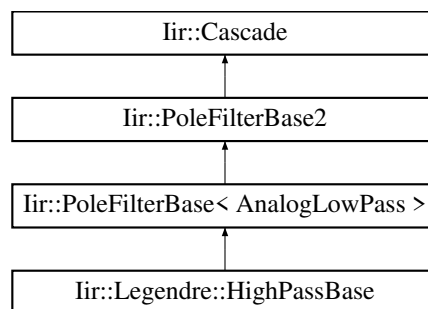 Iir::Cascade
Iir::PoleFilterBase2
Iir::PoleFilterBase< AnalogLowPass >
Iir::Legendre::HighPassBase